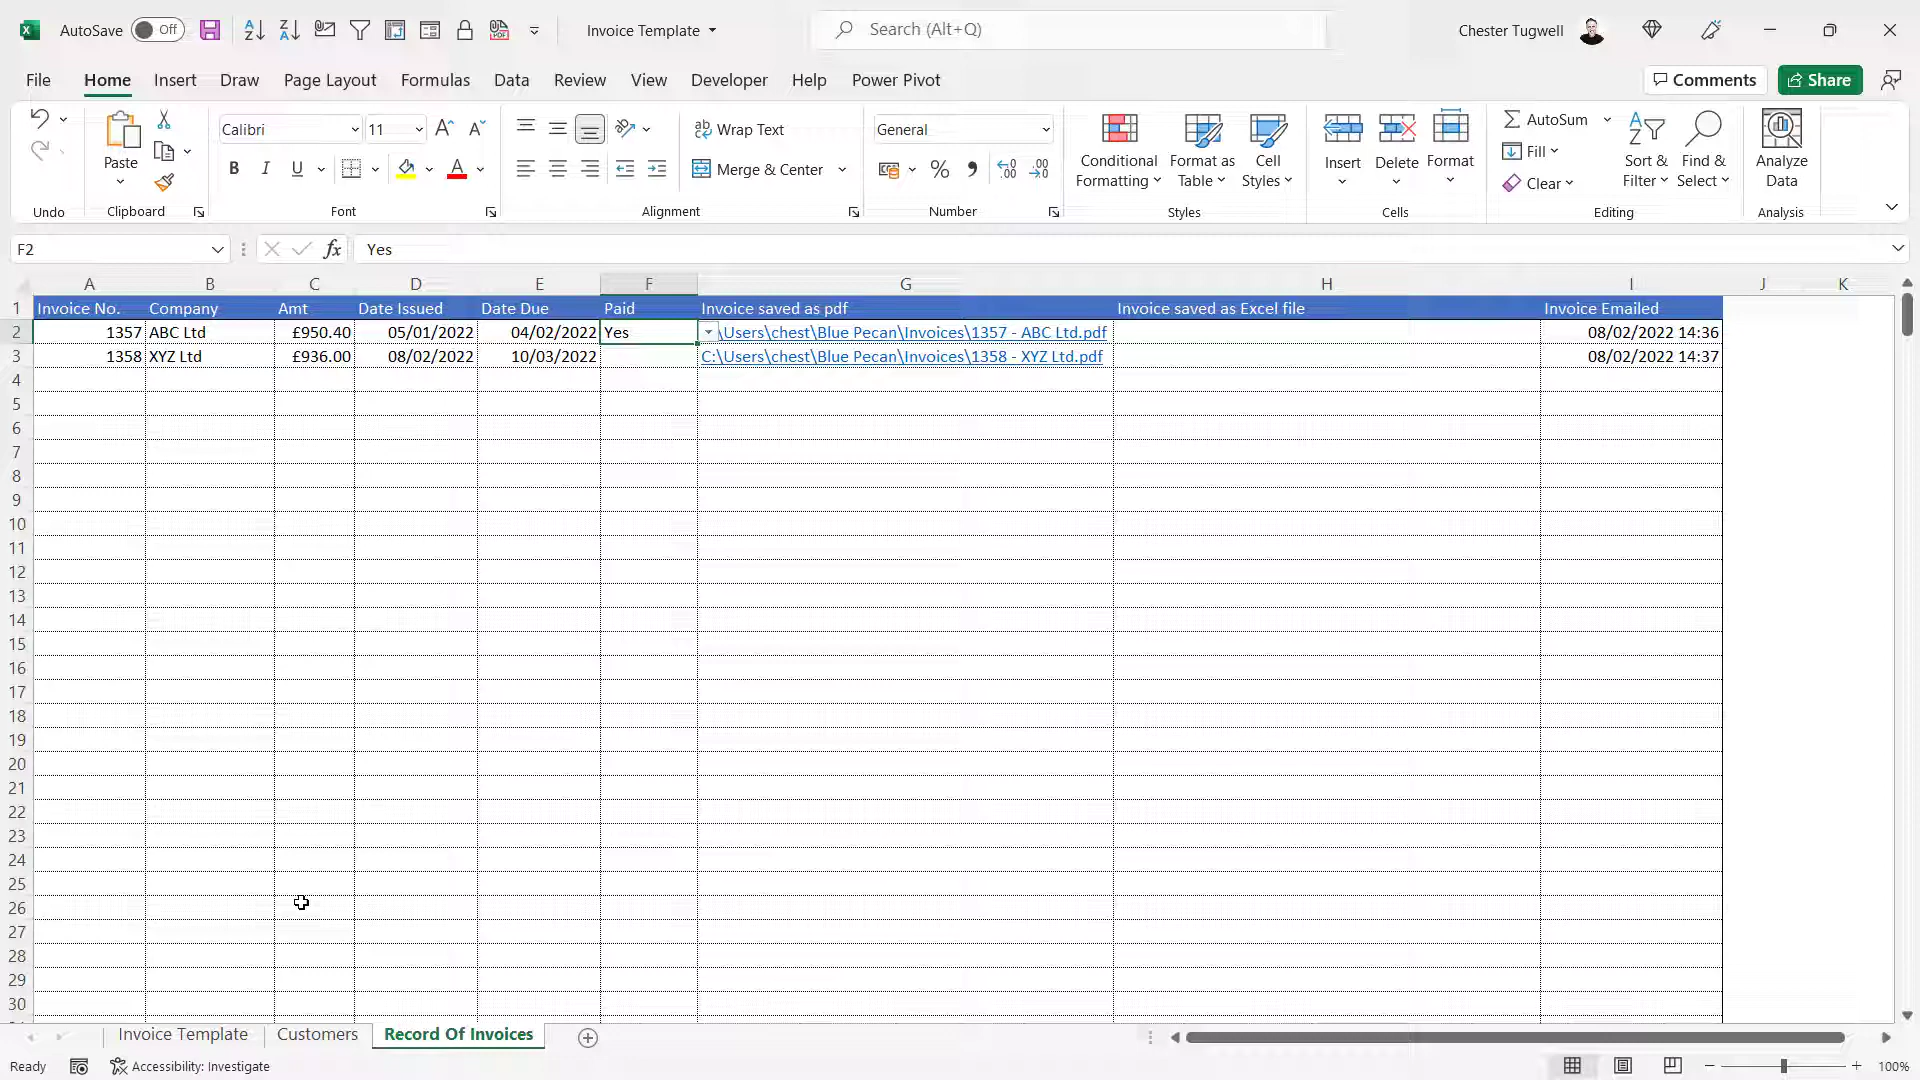 AutoSave Off Invoice Template Search (Alt+Q) Chester Tugwell
File Home Insert Draw Page Layout Formulas Data Review View Developer Help Power Pivot Comments Share
Calibri 11 Wrap Text General AutoSum
Paste Conditional Formatting Format as Table Cell Styles Insert Delete Format Fill Sort & Filter Find & Select Analyze Data
B I U Merge & Center % Clear
Undo Clipboard Font Alignment Number Styles Cells Editing Analysis
F2 fx Yes
A B C D E F G H I J K
1 Invoice No. Company Amt Date Issued Date Due Paid Invoice saved as pdf Invoice saved as Excel file Invoice Emailed
2 1357 ABC Ltd £950.40 05/01/2022 04/02/2022 Yes \Users\chest\Blue Pecan\Invoices\1357 - ABC Ltd.pdf 08/02/2022 14:36
3 1358 XYZ Ltd £936.00 08/02/2022 10/03/2022 C:\Users\chest\Blue Pecan\Invoices\1358 - XYZ Ltd.pdf 08/02/2022 14:37
4
5
6
7
8
9
10
11
12
13
14
15
16
17
18
19
20
21
22
23
24
25
26
27
28
29
30
Invoice Template Customers Record Of Invoices
Ready Accessibility: Investigate 100%